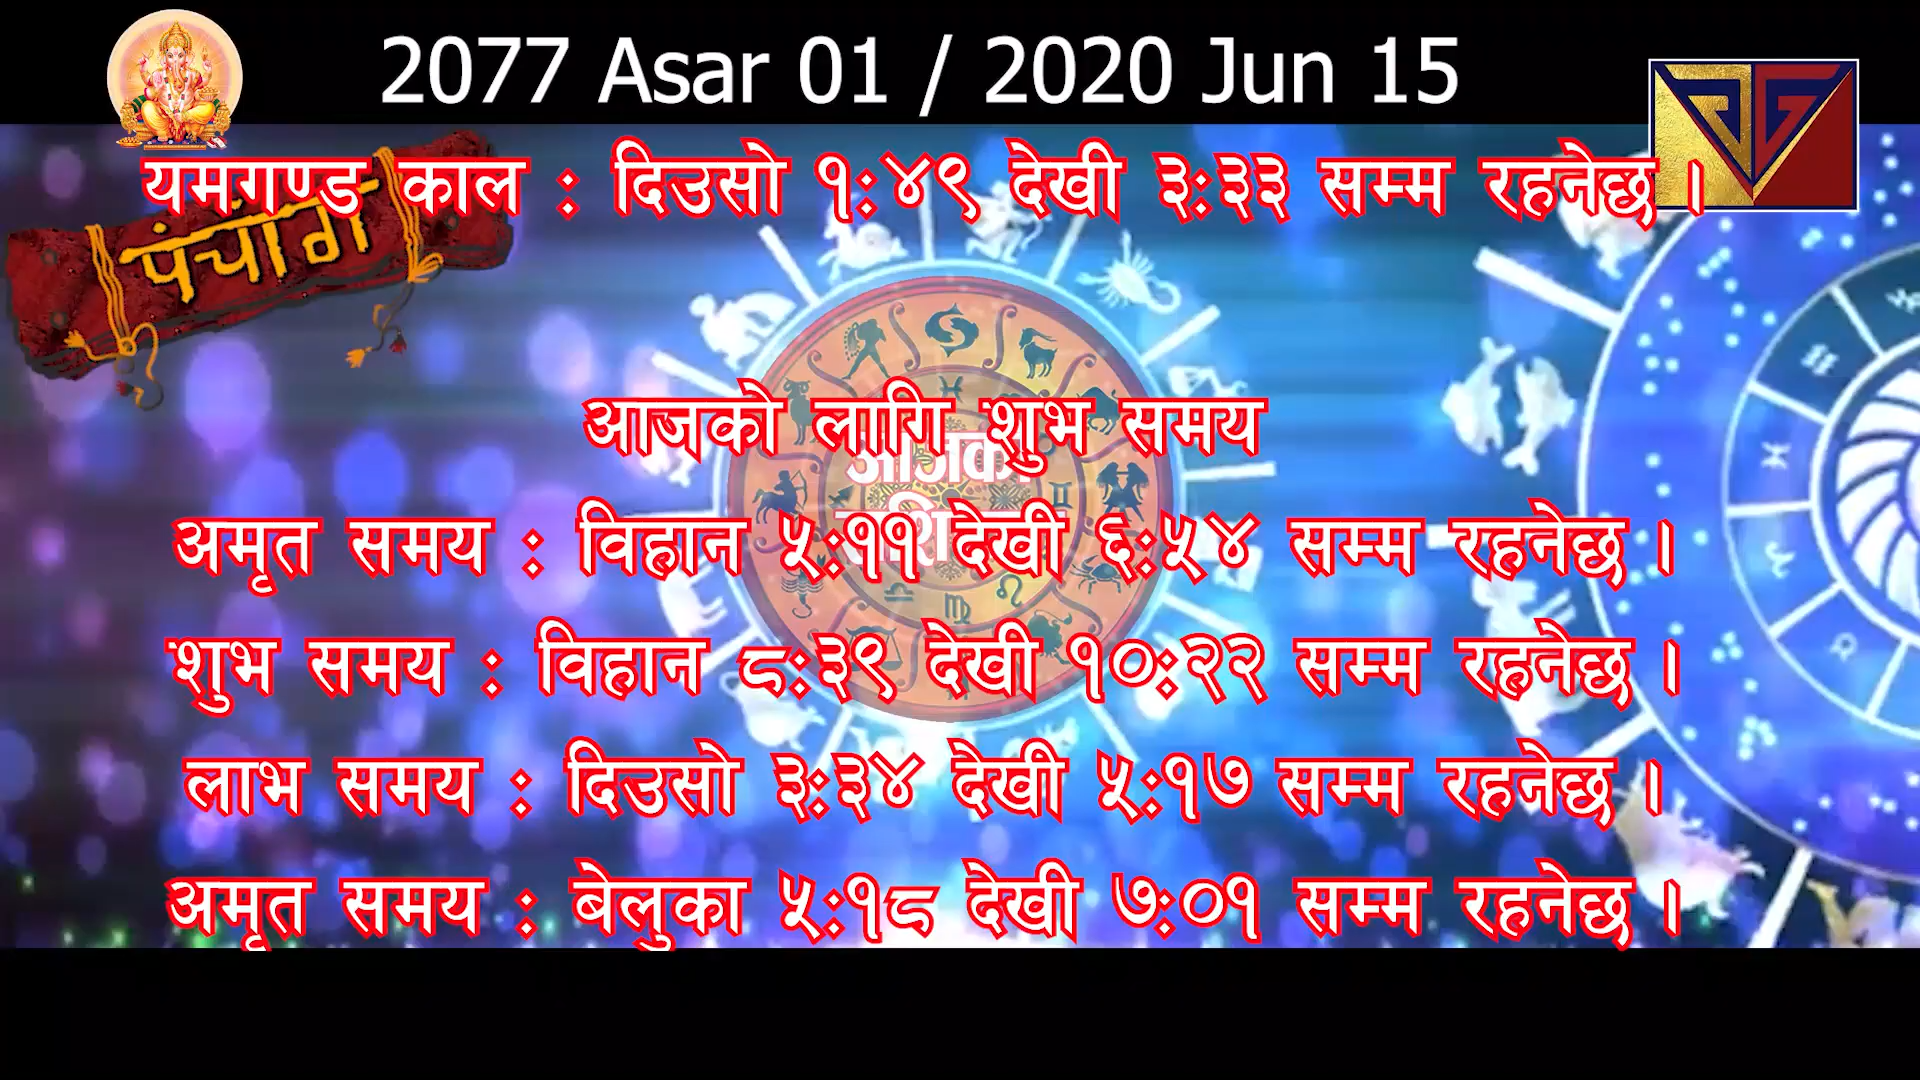 2077 Asar 01 / 2020 Jun 15
यमगण्ड काल : दिउसो १:४९ देखी ३:३३ सम्म रहनेछ ।
पंचांग
आजको लागि शुभ समय
अमृत समय : विहान ५:११ देखी ६:५४ सम्म रहनेछ ।
शुभ समय : विहान ८:३९ देखी १०:२२ सम्म रहनेछ ।
लाभ समय : दिउसो ३:३४ देखी ५:१७ सम्म रहनेछ ।
अमृत समय : बेलुका ५:१८ देखी ७:०१ सम्म रहनेछ ।